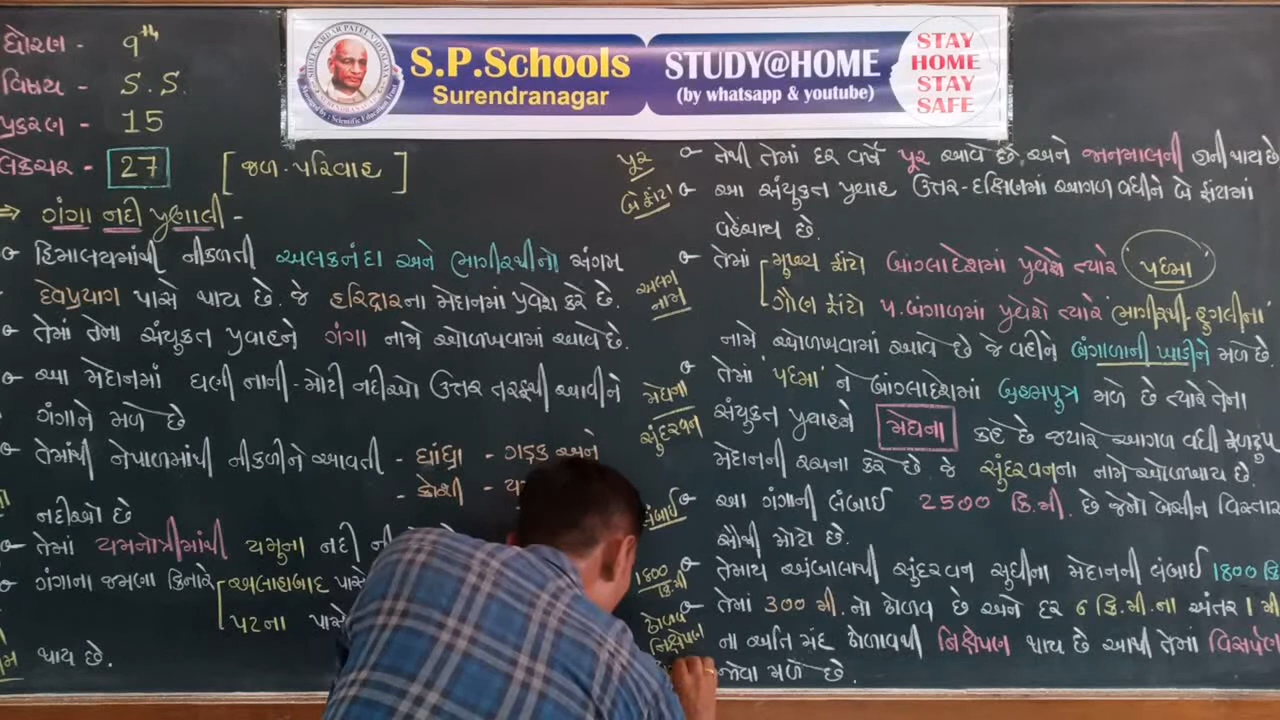 ધોરણ - 9th
વિષય - S.S
પ્રકરણ - 15
લેક્ચર - 27 [જળ-પરિવાહ]
S.P.Schools
Surendranagar
STUDY@HOME
(by whatsapp & youtube)
STAY
HOME
STAY
SAFE
⇒ ગંગા નદી પ્રણાલી -
હિમાલયમાંથી નીકળતી અલકનંદા અને ભાગીરથીનો સંગમ
દેવપ્રયાગ પાસે થાય છે. જે હરિદ્વારના મેદાનમાં પ્રવેશ કરે છે.
તેમાં તેના સંયુક્ત પ્રવાહને ગંગા નામે ઓળખવામાં આવે છે.
આ મેદાનમાં ઘણી નાની-મોટી નદીઓ ઉત્તર તરફથી આવીને
ગંગાને મળે છે
તેમાંથી નેપાળમાંથી નીકળીને આવતી - ઘાઘ્રા - ગંડક અને
- કોશી -
નદીઓ છે
તેમાં યમનોત્રીમાંથી યમુના નદી
ગંગાના જમણા કિનારે અલાહાબાદ પાસે
પટના પાસે
થાય છે.
પૂર તેથી તેમાં દર વર્ષે પૂર આવે છે. અને જાનમાલની હાની થાય છે
બે ફાંટા આ સંયુક્ત પ્રવાહ ઉત્તર-દક્ષિણમાં આગળ વધીને બે ફાંટામાં
વહેંચાય છે.
અલગ નામ તેમાં મુખ્ય ફાંટો બાંગ્લાદેશમાં પ્રવેશે ત્યારે પદ્મા
ગૌણ ફાંટો પ.બંગાળમાં પ્રવેશે ત્યારે ભાગીરથી-હુગલીનાં
નામે ઓળખવામાં આવે છે જે વહીને બંગાળાની ખાડીને મળે છે.
મેઘના તેમાં 'પદ્મા' ને બાંગ્લાદેશમાં બ્રહ્મપુત્ર મળે છે ત્યારે તેના
સુંદરવન સંયુક્ત પ્રવાહને મેઘના કહે છે જ્યારે આગળ વધી
મેદાનની રચના કરે છે. જે સુંદરવનના નામે ઓળખાય છે.
લંબાઈ આ ગંગાની લંબાઈ 2500 કિ.મી. છે જેમાં બેસીન વિસ્તાર
સૌથી મોટો છે.
1800 કિ.મી તેમાય અંબાલાથી સુંદરવન સુધીના મેદાનની લંબાઈ 1800 કિ
ઢોળાવ તેમાં 300 મી. નો ઢોળાવ છે અને દર 6 કિ.મી.ના અંતર 1 મી
નિક્ષેપણ ના અતિ મંદ ઢોળાવથી નિક્ષેપણ થાય છે આથી તેમાં વિસર્પણ
જોવા મળે છે.